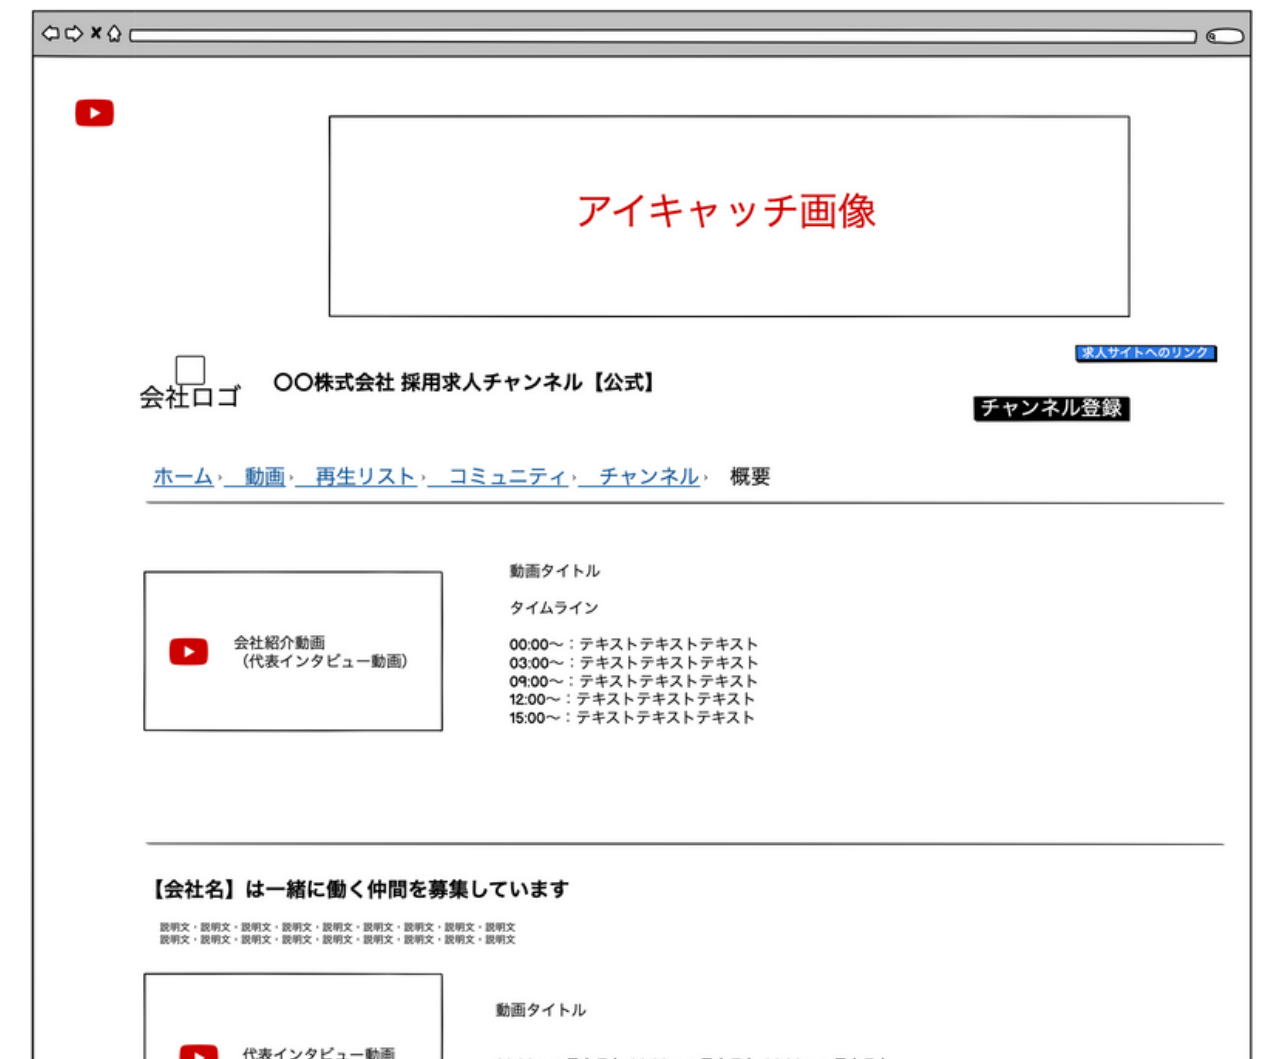 アイキャッチ画像
求人サイトへのリンク
会社ロゴ
〇〇株式会社 採用求人チャンネル【公式】
チャンネル登録
ホーム › 動画 › 再生リスト › コミュニティ › チャンネル › 概要
会社紹介動画
（代表インタビュー動画）
動画タイトル
タイムライン
00:00〜：テキストテキストテキスト
03:00〜：テキストテキストテキスト
09:00〜：テキストテキストテキスト
12:00〜：テキストテキストテキスト
15:00〜：テキストテキストテキスト
【会社名】は一緒に働く仲間を募集しています
説明文・説明文・説明文・説明文・説明文・説明文・説明文・説明文・説明文
説明文・説明文・説明文・説明文・説明文・説明文・説明文・説明文・説明文
動画タイトル
代表インタビュー動画